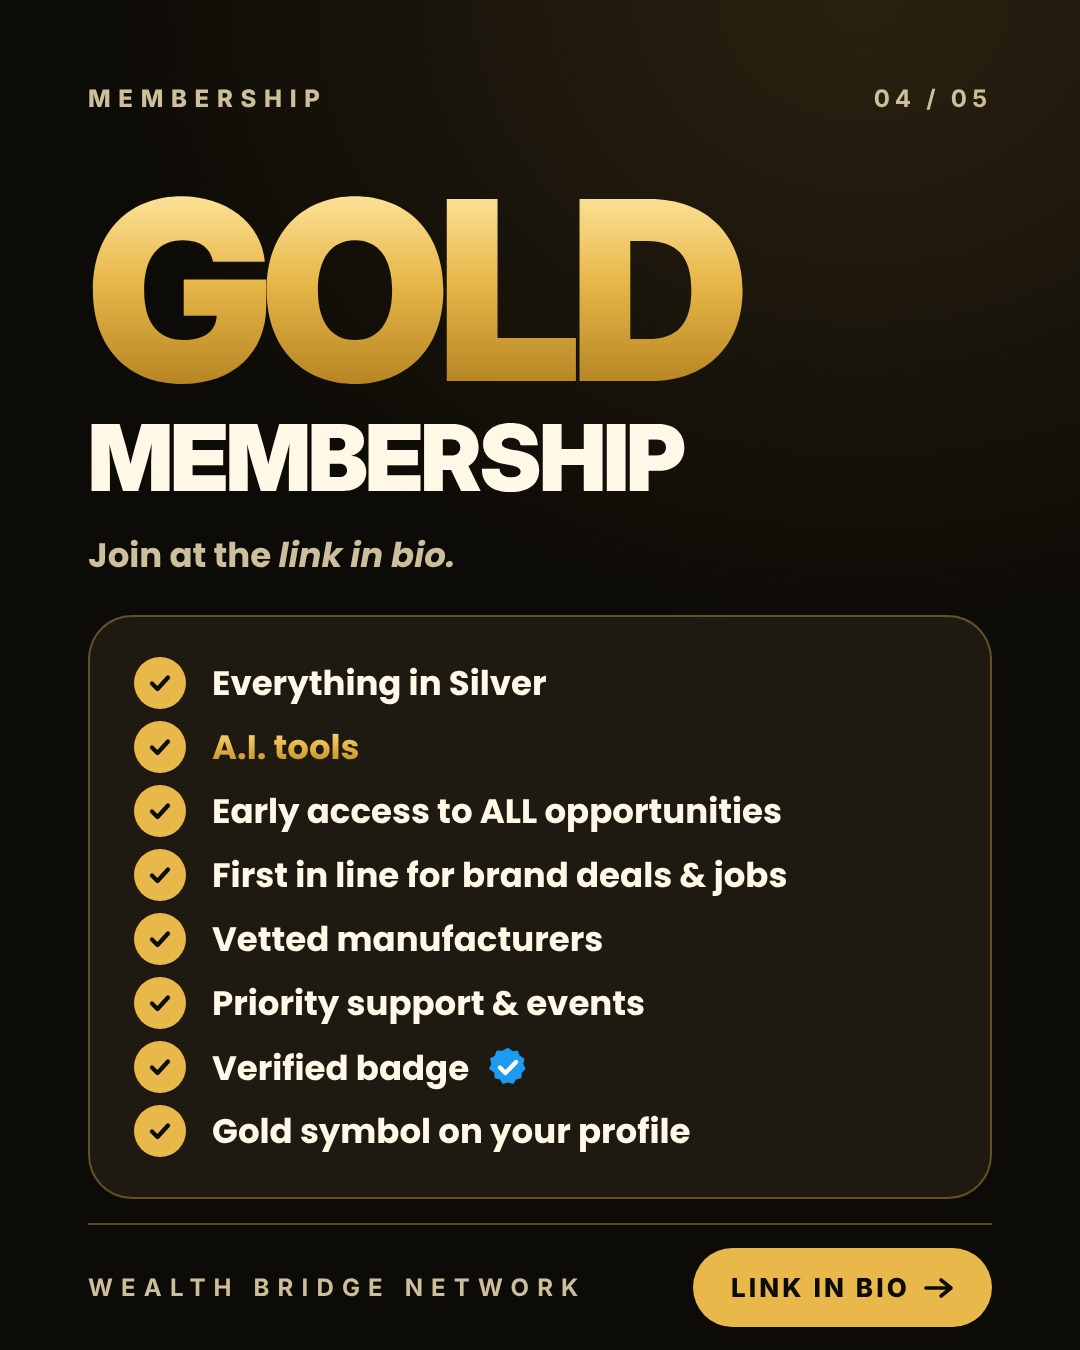 MEMBERSHIP
04 / 05
GOLD
MEMBERSHIP
Join at the link in bio.
Everything in Silver
A.I. tools
Early access to ALL opportunities
First in line for brand deals & jobs
Vetted manufacturers
Priority support & events
Verified badge
Gold symbol on your profile
WEALTH BRIDGE NETWORK
LINK IN BIO →